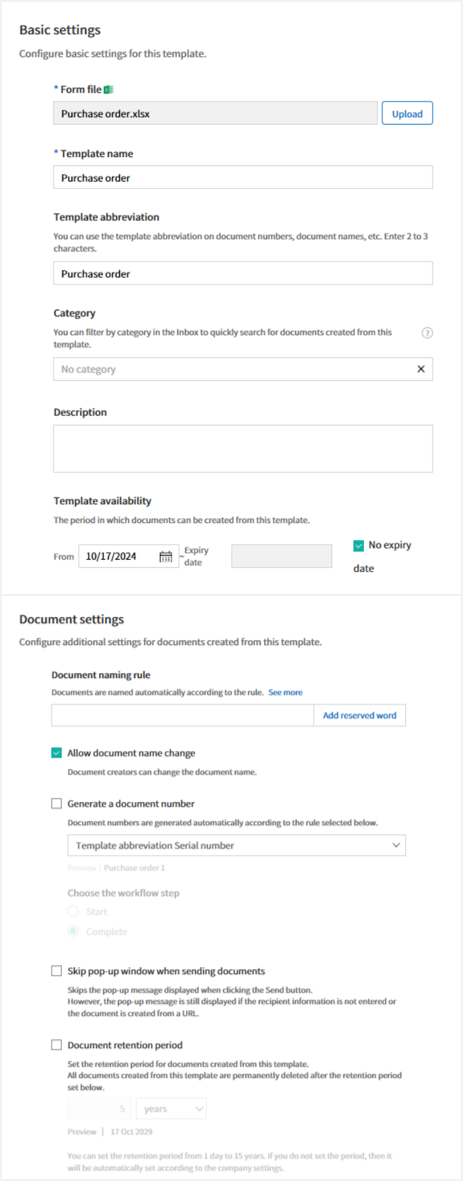 Basic settings
Configure basic settings for this template.
* Form file
Purchase order.xlsx
Upload
* Template name
Purchase order
Template abbreviation
You can use the template abbreviation on document numbers, document names, etc. Enter 2 to 3
characters.
Purchase order
Category
You can filter by category in the Inbox to quickly search for documents created from this
template.
?
No category
Description
Template availability
The period in which documents can be created from this template.
From 10/17/2024 ~ Expiry
date
No expiry
date
Document settings
Configure additional settings for documents created from this template.
Document naming rule
Documents are named automatically according to the rule. See more
Add reserved word
Allow document name change
Document creators can change the document name.
Generate a document number
Document numbers are generated automatically according to the rule selected below.
Template abbreviation Serial number
Preview | Purchase order 1
Choose the workflow step
Start
Complete
Skip pop-up window when sending documents
Skips the pop-up message displayed when clicking the Send button.
However, the pop-up message is still displayed if the recipient information is not entered or
the document is created from a URL.
Document retention period
Set the retention period for documents created from this template.
All documents created from this template are permanently deleted after the retention period
set below.
5 years
Preview | 17 Oct 2029
You can set the retention period from 1 day to 15 years. If you do not set the period, then it
will be automatically set according to the company settings.